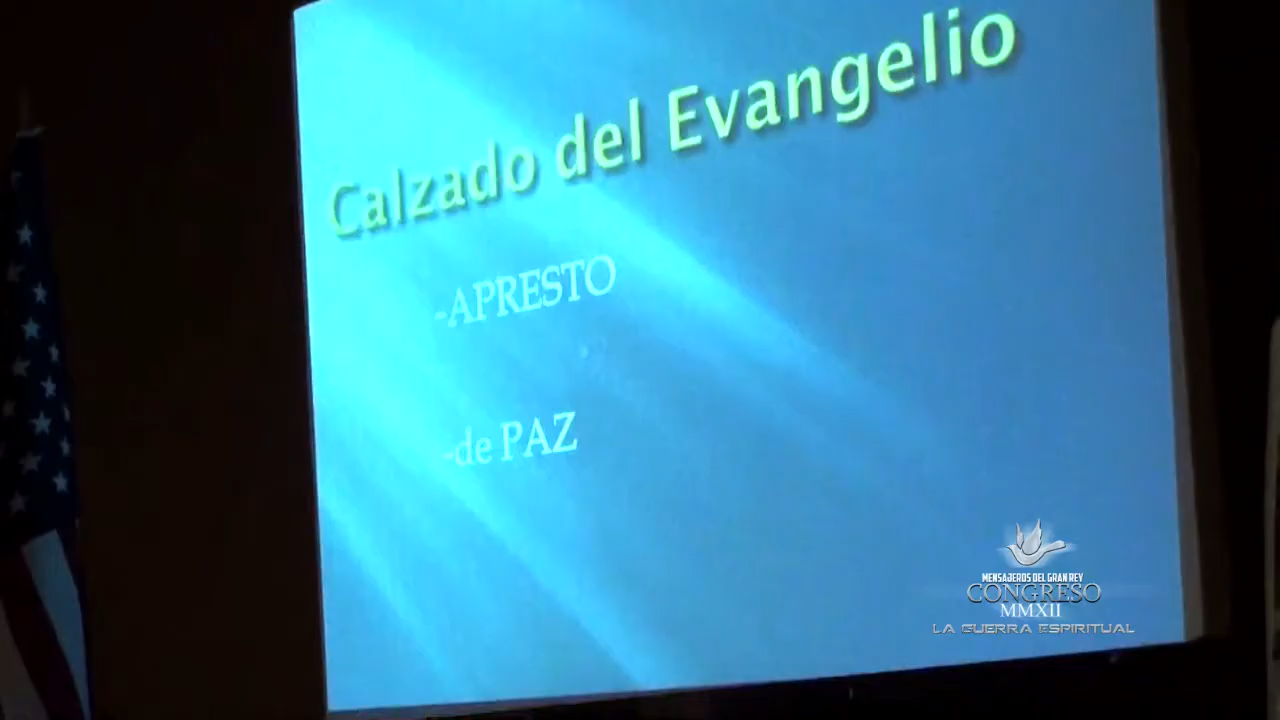 Calzado del Evangelio
-APRESTO
-de PAZ
MENSAJEROS DEL GRAN REY
CONGRESO
MMXII
LA GUERRA ESPIRITUAL